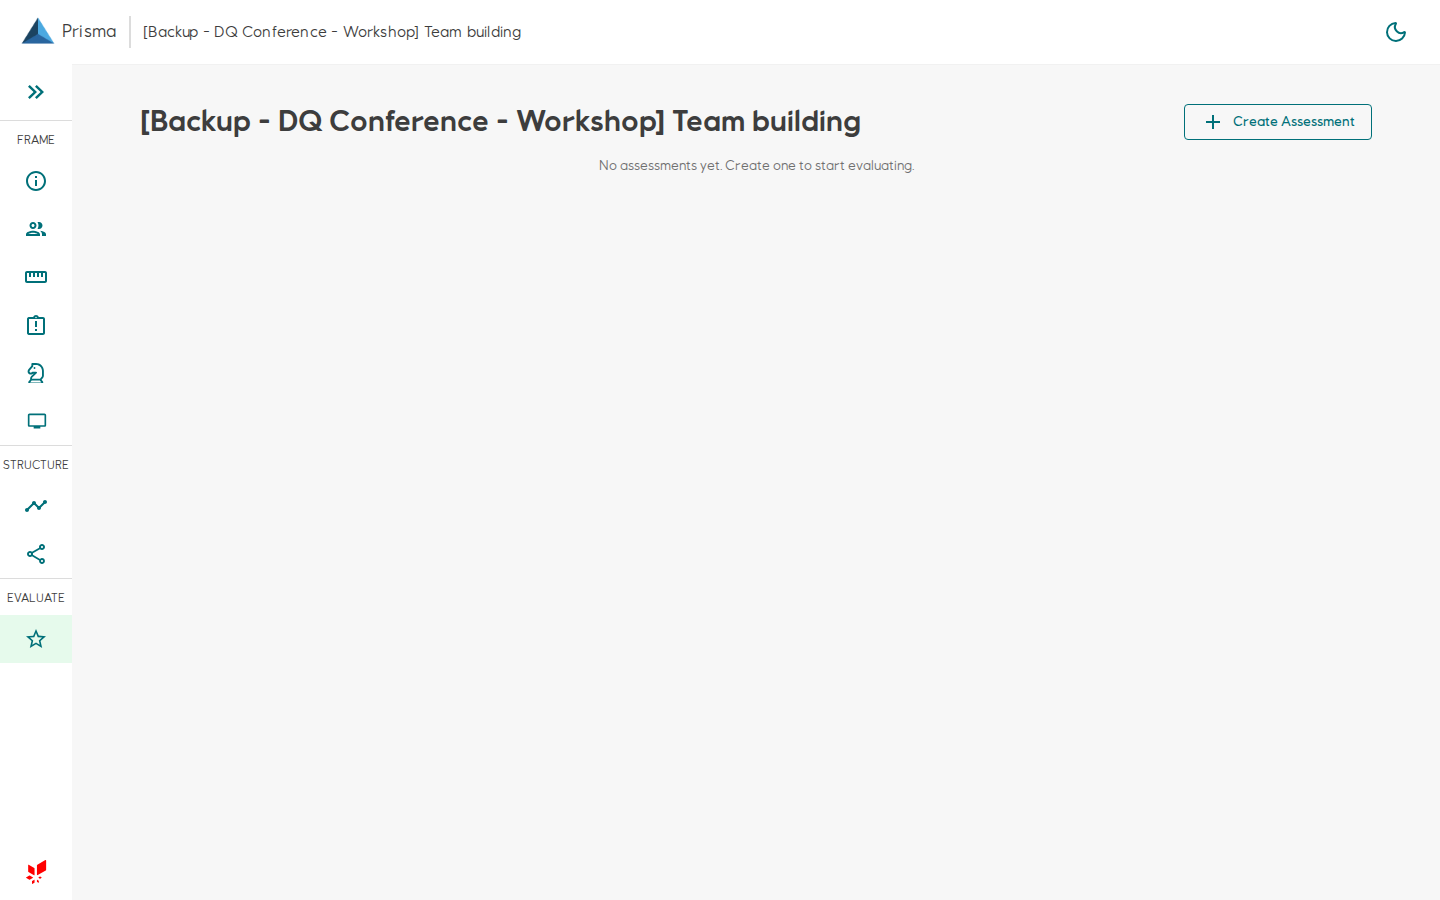 Prisma
[Backup - DQ Conference - Workshop] Team building
FRAME
STRUCTURE
EVALUATE
[Backup - DQ Conference - Workshop] Team building
Create Assessment
No assessments yet. Create one to start evaluating.